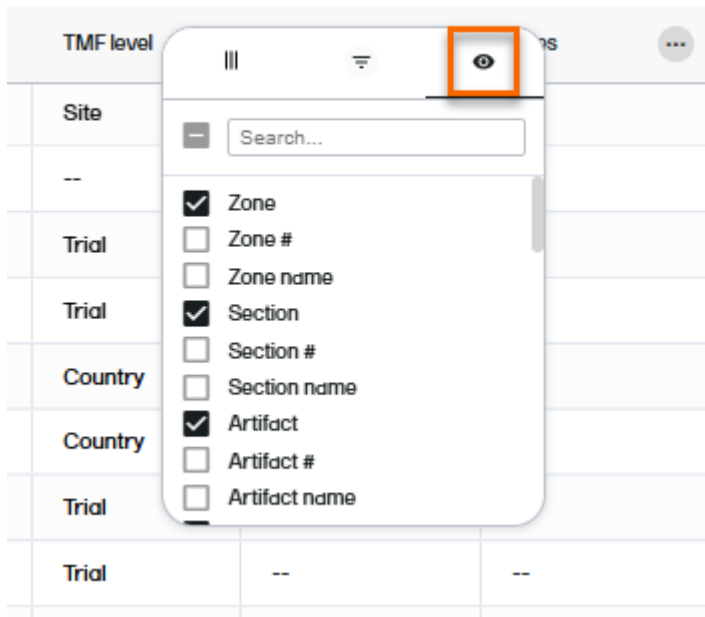 TMF level
es
Site
Search...
--
Zone
Zone #
Trial
Zone name
Trial
Section
Section #
Country
Section name
Artifact
Country
Artifact #
Artifact name
Trial
Trial -- --